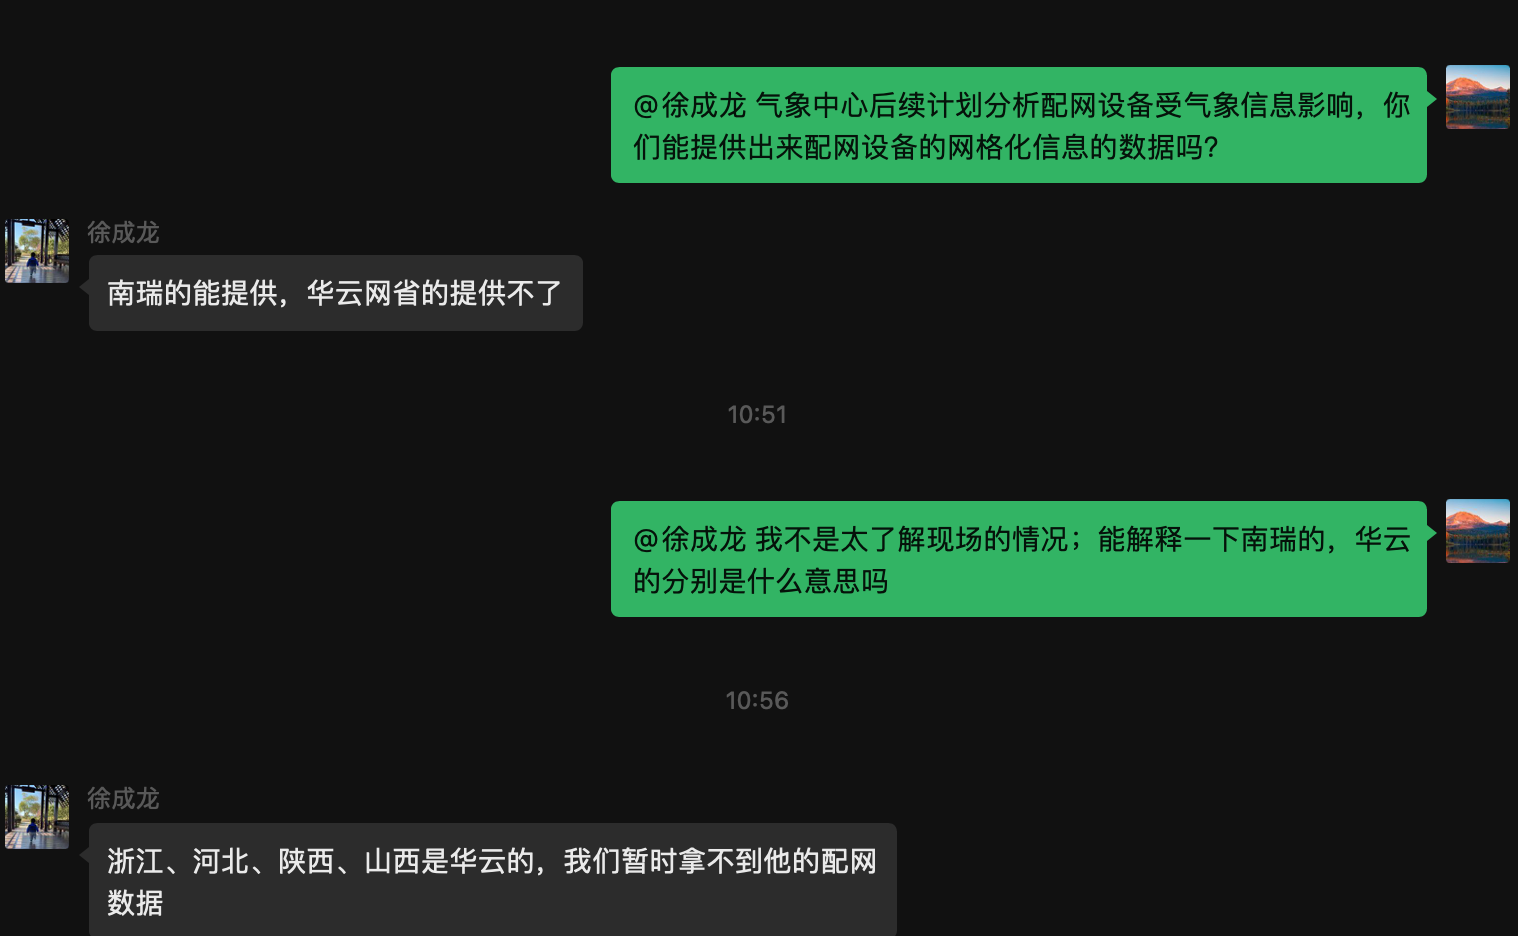 @徐成龙 气象中心后续计划分析配网设备受气象信息影响，你
们能提供出来配网设备的网格化信息的数据吗？
徐成龙
南瑞的能提供，华云网省的提供不了
10:51
@徐成龙 我不是太了解现场的情况；能解释一下南瑞的，华云
的分别是什么意思吗
10:56
徐成龙
浙江、河北、陕西、山西是华云的，我们暂时拿不到他的配网
数据